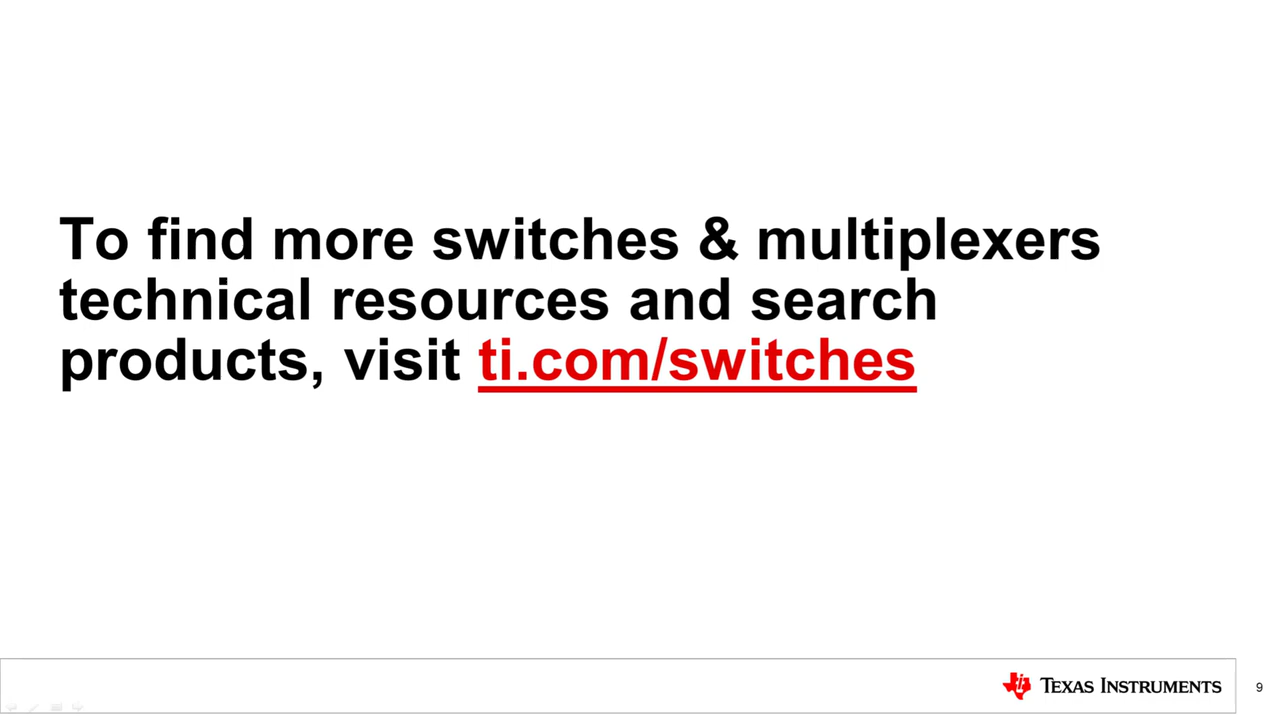 To find more switches & multiplexers
technical resources and search
products, visit ti.com/switches
Texas Instruments
9